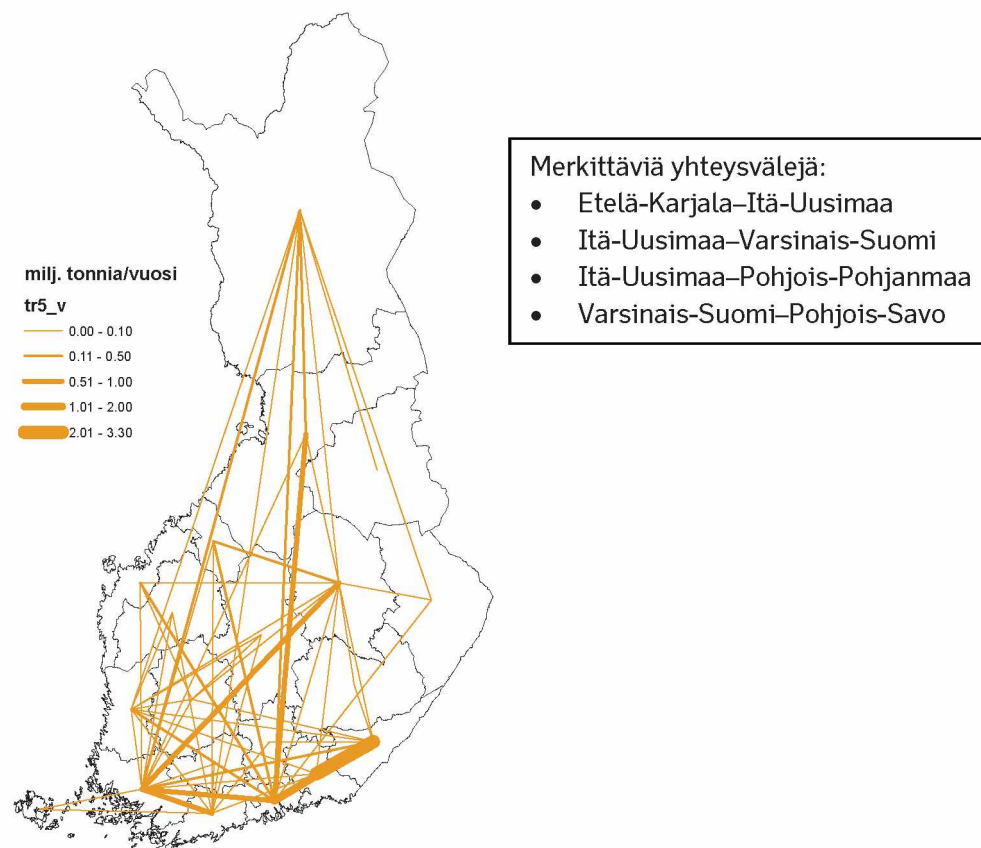 Merkittäviä yhteysvälejä:
• Etelä-Karjala–Itä-Uusimaa
• Itä-Uusimaa–Varsinais-Suomi
• Itä-Uusimaa–Pohjois-Pohjanmaa
• Varsinais-Suomi–Pohjois-Savo
milj. tonnia/vuosi
tr5_v
0.00 - 0.10
0.11 - 0.50
0.51 - 1.00
1.01 - 2.00
2.01 - 3.30